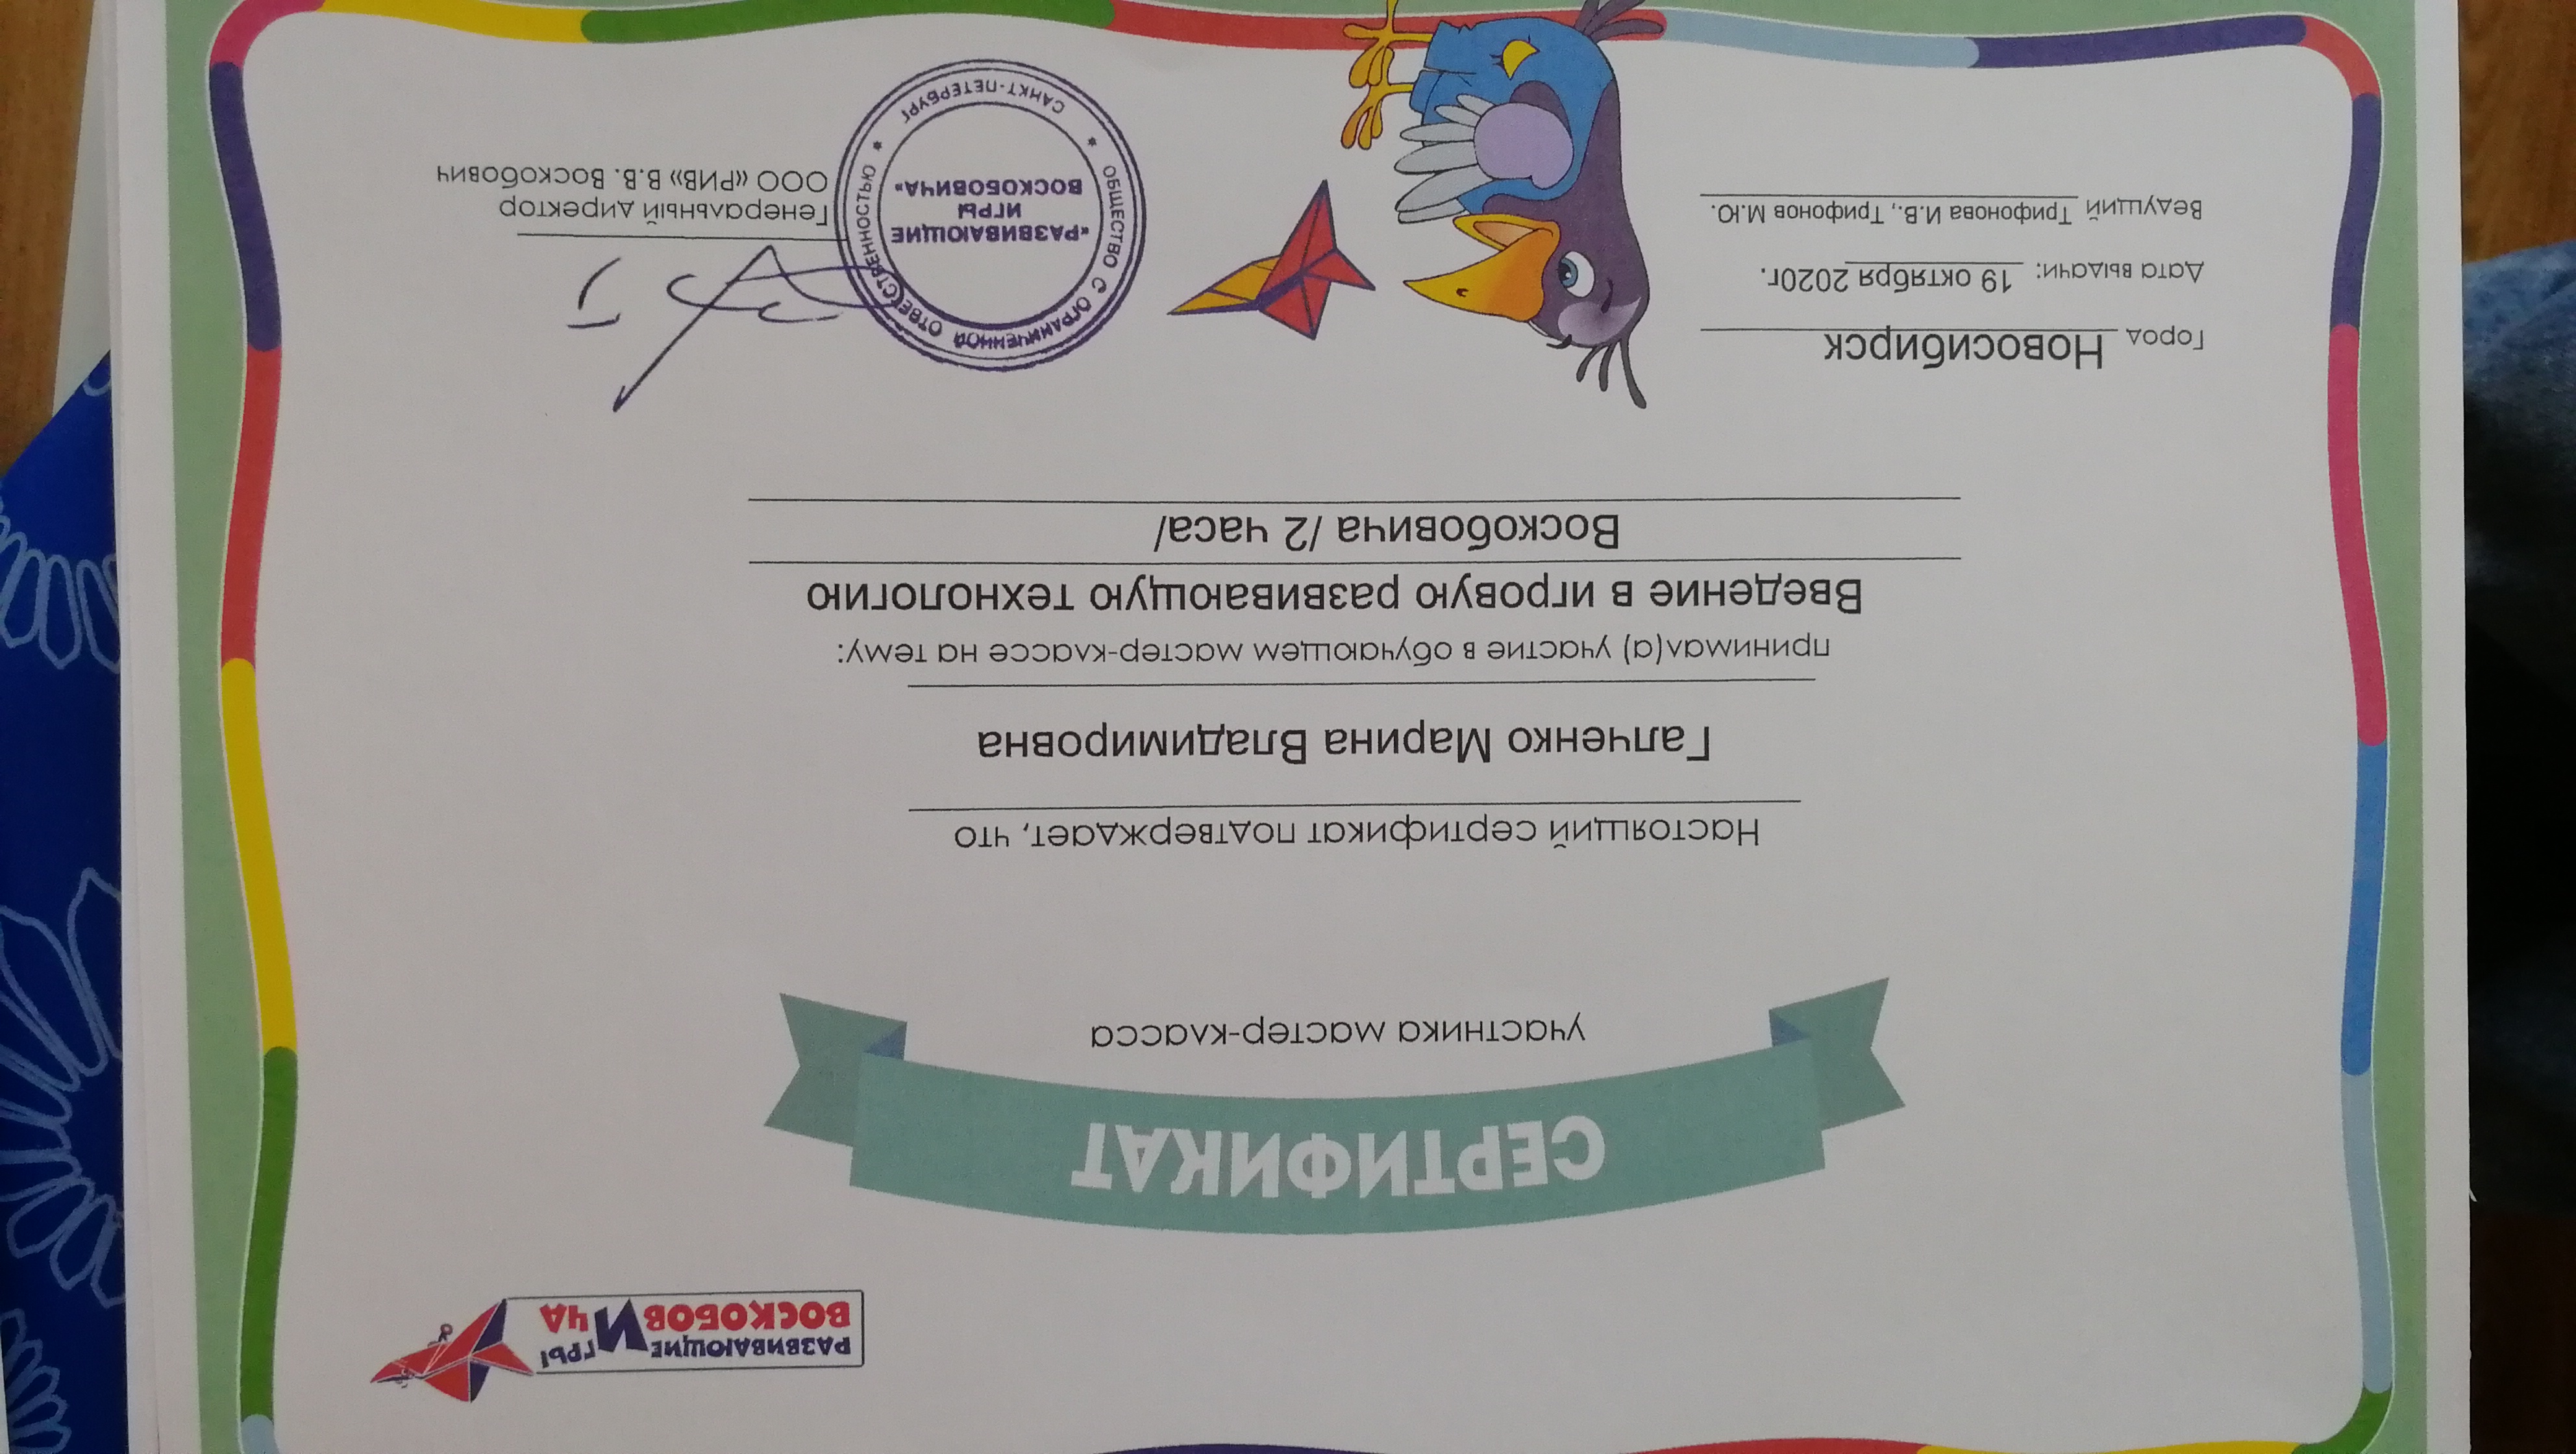 РАЗВИВАЮЩИЕ ИГРЫ
ВОСКОБОВИЧА
СЕРТИФИКАТ
участника мастер-класса
Настоящий сертификат подтверждает, что
Галченко Марина Владимировна
принимал(а) участие в обучающем мастер-классе на тему:
Введение в игровую развивающую технологию
Воскобовича /2 часа/
Город Новосибирск
Дата выдачи: 19 октября 2020г.
Ведущий Трифонова И.В., Трифонов М.Ю.
ОБЩЕСТВО С ОГРАНИЧЕННОЙ ОТВЕТСТВЕННОСТЬЮ
САНКТ-ПЕТЕРБУРГ
«РАЗВИВАЮЩИЕ
ИГРЫ
ВОСКОБОВИЧА»
Генеральный директор
ООО «РИВ» В.В. Воскобович